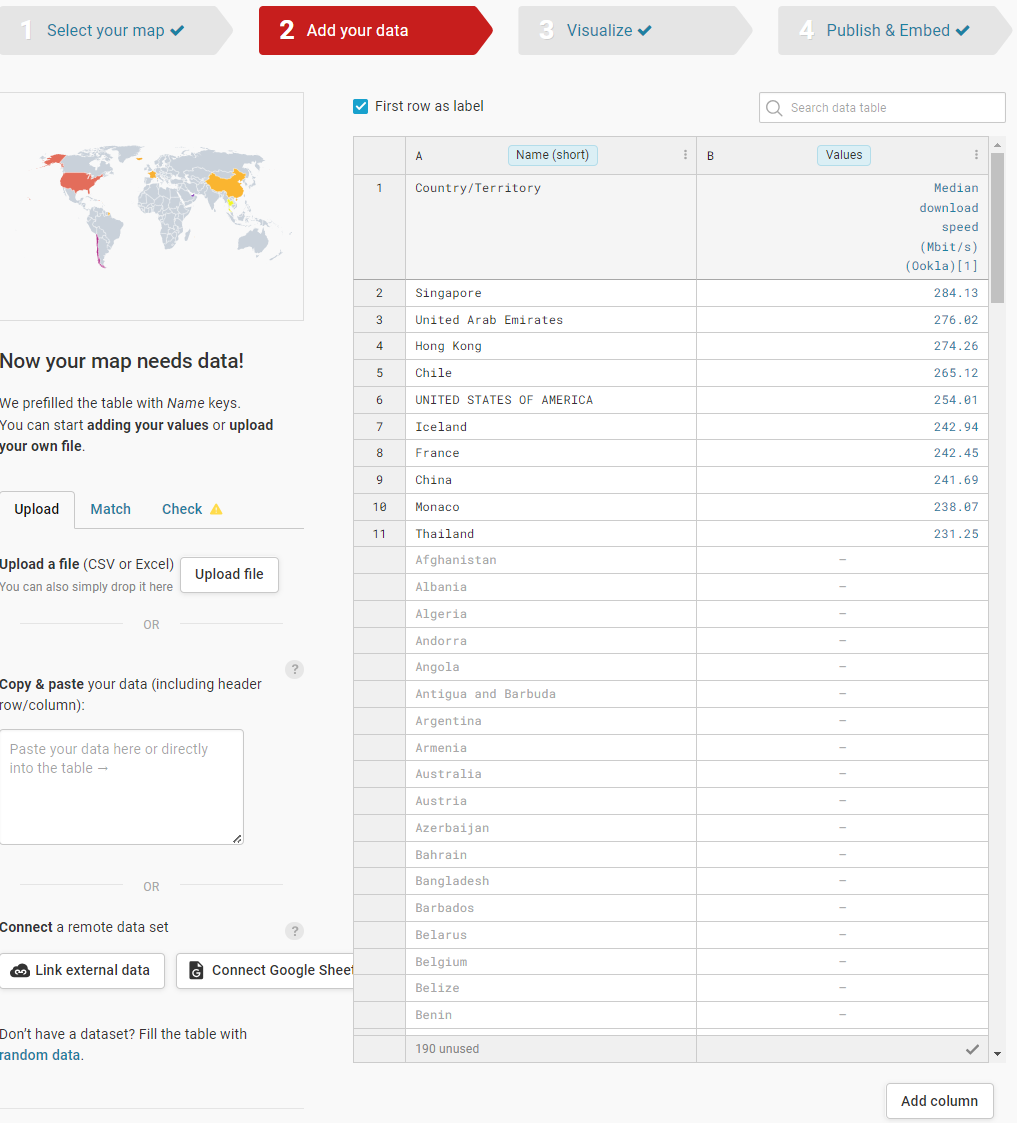 1 Select your map
2 Add your data
3 Visualize
4 Publish & Embed
First row as label
Search data table
A Name (short) B Values
1 Country/Territory Median
download
speed
(Mbit/s)
(Ookla)[1]
2 Singapore 284.13
3 United Arab Emirates 276.02
4 Hong Kong 274.26
5 Chile 265.12
6 UNITED STATES OF AMERICA 254.01
7 Iceland 242.94
8 France 242.45
9 China 241.69
10 Monaco 238.07
11 Thailand 231.25
Afghanistan –
Albania –
Algeria –
Andorra –
Angola –
Antigua and Barbuda –
Argentina –
Armenia –
Australia –
Austria –
Azerbaijan –
Bahrain –
Bangladesh –
Barbados –
Belarus –
Belgium –
Belize –
Benin –
190 unused
Add column
Now your map needs data!
We prefilled the table with Name keys.
You can start adding your values or upload
your own file.
Upload Match Check
Upload a file (CSV or Excel)
You can also simply drop it here
Upload file
OR
?
Copy & paste your data (including header
row/column):
Paste your data here or directly
into the table →
OR
Connect a remote data set
?
Link external data
Connect Google Sheet
Don't have a dataset? Fill the table with
random data.